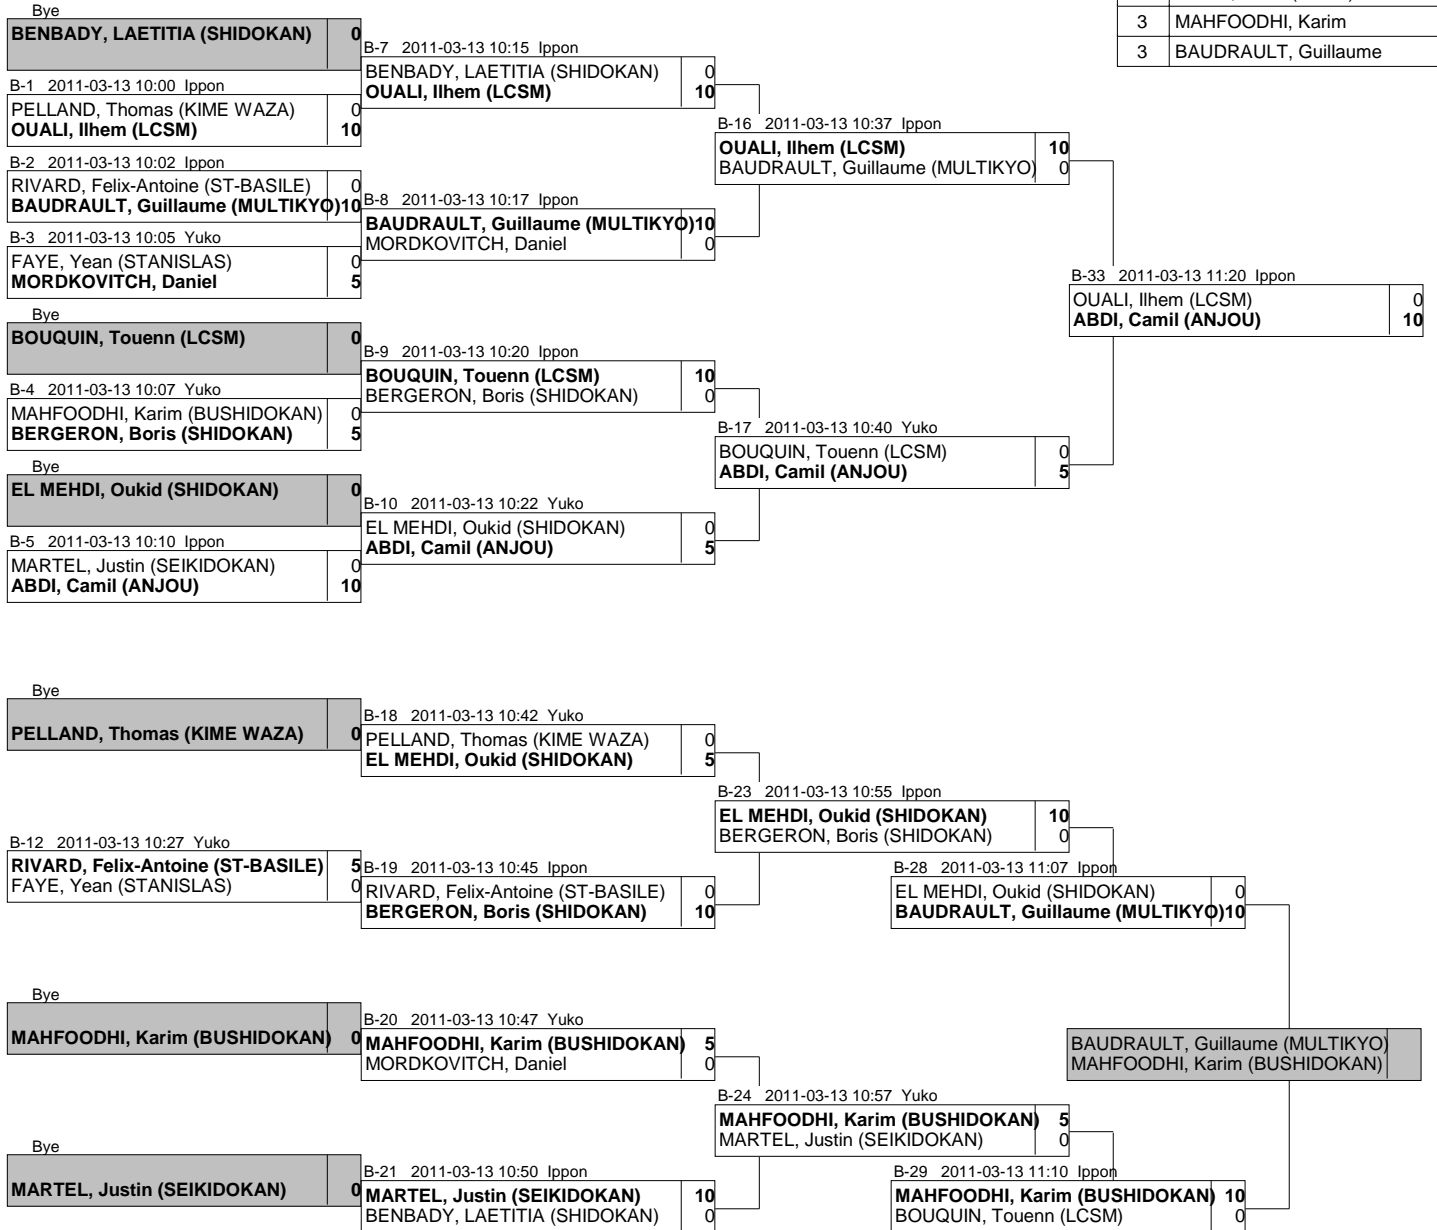 3 MAHFOODHI, Karim
3 BAUDRAULT, Guillaume
Bye
BENBADY, LAETITIA (SHIDOKAN) 0
B-1 2011-03-13 10:00 Ippon
PELLAND, Thomas (KIME WAZA) 0
OUALI, Ilhem (LCSM) 10
B-2 2011-03-13 10:02 Ippon
RIVARD, Felix-Antoine (ST-BASILE) 0
BAUDRAULT, Guillaume (MULTIKYO) 10
B-3 2011-03-13 10:05 Yuko
FAYE, Yean (STANISLAS) 0
MORDKOVITCH, Daniel 5
Bye
BOUQUIN, Touenn (LCSM) 0
B-4 2011-03-13 10:07 Yuko
MAHFOODHI, Karim (BUSHIDOKAN) 0
BERGERON, Boris (SHIDOKAN) 5
Bye
EL MEHDI, Oukid (SHIDOKAN) 0
B-5 2011-03-13 10:10 Ippon
MARTEL, Justin (SEIKIDOKAN) 0
ABDI, Camil (ANJOU) 10
B-7 2011-03-13 10:15 Ippon
BENBADY, LAETITIA (SHIDOKAN) 0
OUALI, Ilhem (LCSM) 10
B-8 2011-03-13 10:17 Ippon
BAUDRAULT, Guillaume (MULTIKYO) 10
MORDKOVITCH, Daniel 0
B-9 2011-03-13 10:20 Ippon
BOUQUIN, Touenn (LCSM) 10
BERGERON, Boris (SHIDOKAN) 0
B-10 2011-03-13 10:22 Yuko
EL MEHDI, Oukid (SHIDOKAN) 0
ABDI, Camil (ANJOU) 5
B-16 2011-03-13 10:37 Ippon
OUALI, Ilhem (LCSM) 10
BAUDRAULT, Guillaume (MULTIKYO) 0
B-17 2011-03-13 10:40 Yuko
BOUQUIN, Touenn (LCSM) 0
ABDI, Camil (ANJOU) 5
B-33 2011-03-13 11:20 Ippon
OUALI, Ilhem (LCSM) 0
ABDI, Camil (ANJOU) 10
Bye
PELLAND, Thomas (KIME WAZA) 0
B-12 2011-03-13 10:27 Yuko
RIVARD, Felix-Antoine (ST-BASILE) 5
FAYE, Yean (STANISLAS) 0
Bye
MAHFOODHI, Karim (BUSHIDOKAN) 0
Bye
MARTEL, Justin (SEIKIDOKAN) 0
B-18 2011-03-13 10:42 Yuko
PELLAND, Thomas (KIME WAZA) 0
EL MEHDI, Oukid (SHIDOKAN) 5
B-19 2011-03-13 10:45 Ippon
RIVARD, Felix-Antoine (ST-BASILE) 0
BERGERON, Boris (SHIDOKAN) 10
B-20 2011-03-13 10:47 Yuko
MAHFOODHI, Karim (BUSHIDOKAN) 5
MORDKOVITCH, Daniel 0
B-21 2011-03-13 10:50 Ippon
MARTEL, Justin (SEIKIDOKAN) 10
BENBADY, LAETITIA (SHIDOKAN) 0
B-23 2011-03-13 10:55 Ippon
EL MEHDI, Oukid (SHIDOKAN) 10
BERGERON, Boris (SHIDOKAN) 0
B-24 2011-03-13 10:57 Yuko
MAHFOODHI, Karim (BUSHIDOKAN) 5
MARTEL, Justin (SEIKIDOKAN) 0
B-28 2011-03-13 11:07 Ippon
EL MEHDI, Oukid (SHIDOKAN) 0
BAUDRAULT, Guillaume (MULTIKYO) 10
B-29 2011-03-13 11:10 Ippon
MAHFOODHI, Karim (BUSHIDOKAN) 10
BOUQUIN, Touenn (LCSM) 0
BAUDRAULT, Guillaume (MULTIKYO)
MAHFOODHI, Karim (BUSHIDOKAN)